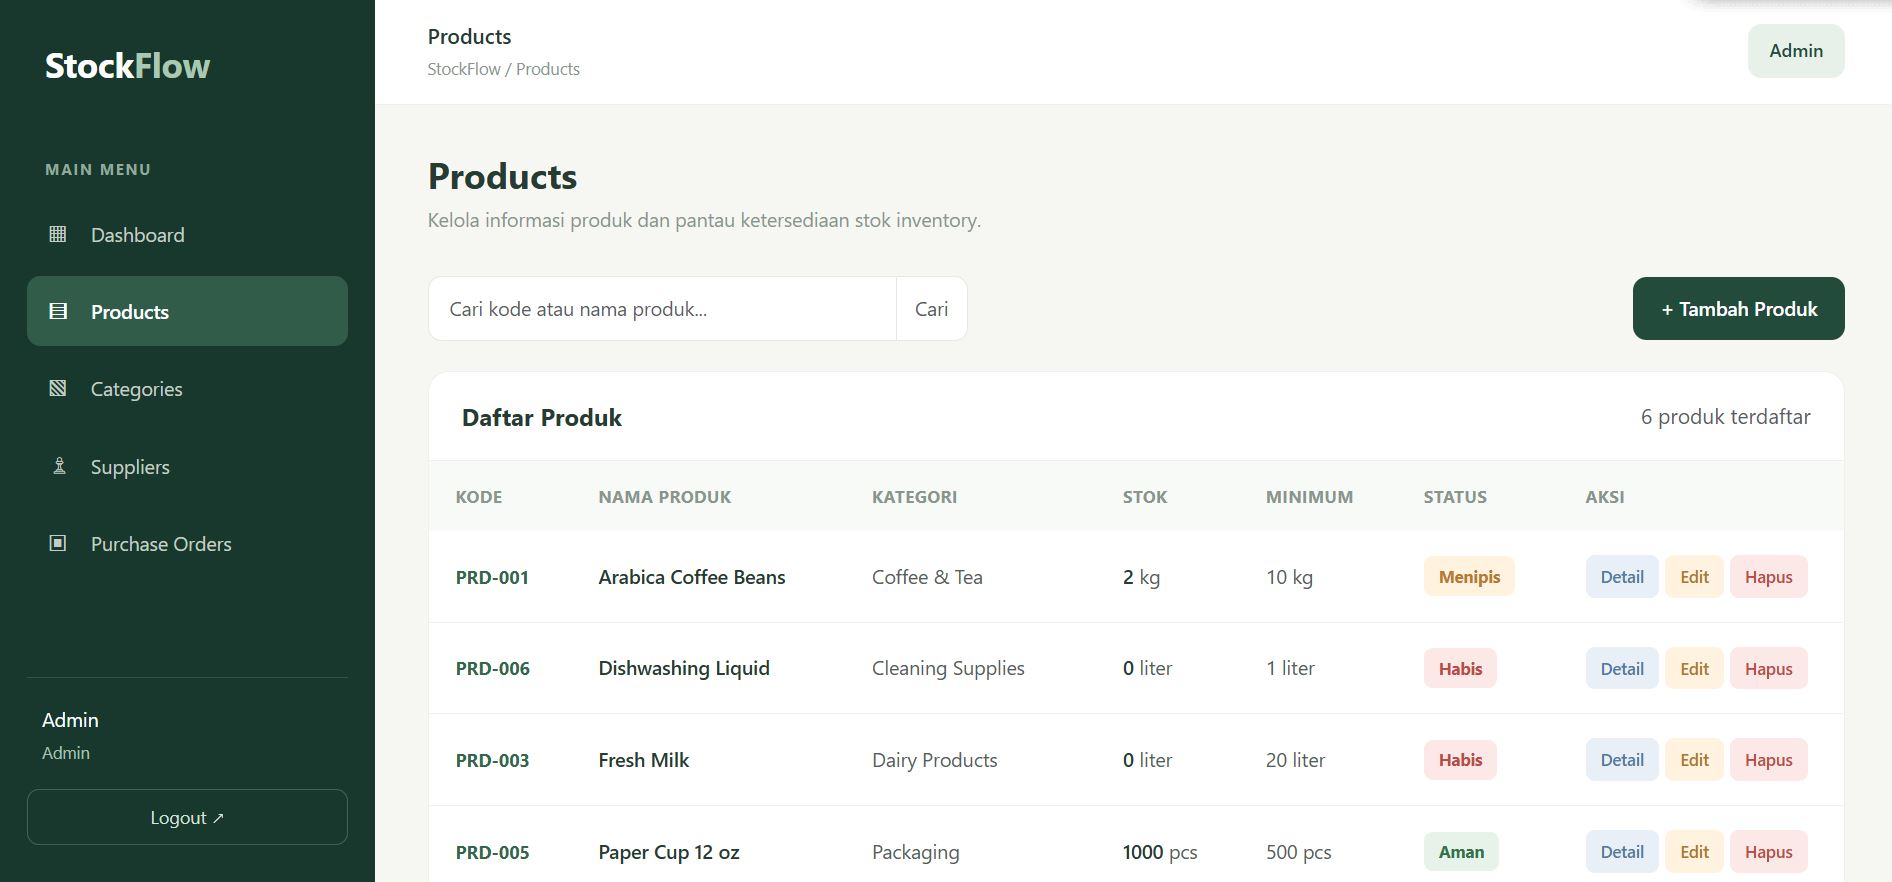 StockFlow
MAIN MENU
Dashboard
Products
Categories
Suppliers
Purchase Orders
Admin
Admin
Logout ↗
Products
StockFlow / Products
Admin
Products
Kelola informasi produk dan pantau ketersediaan stok inventory.
Cari kode atau nama produk... Cari
+ Tambah Produk
Daftar Produk 6 produk terdaftar
KODE NAMA PRODUK KATEGORI STOK MINIMUM STATUS AKSI
PRD-001 Arabica Coffee Beans Coffee & Tea 2 kg 10 kg Menipis Detail Edit Hapus
PRD-006 Dishwashing Liquid Cleaning Supplies 0 liter 1 liter Habis Detail Edit Hapus
PRD-003 Fresh Milk Dairy Products 0 liter 20 liter Habis Detail Edit Hapus
PRD-005 Paper Cup 12 oz Packaging 1000 pcs 500 pcs Aman Detail Edit Hapus